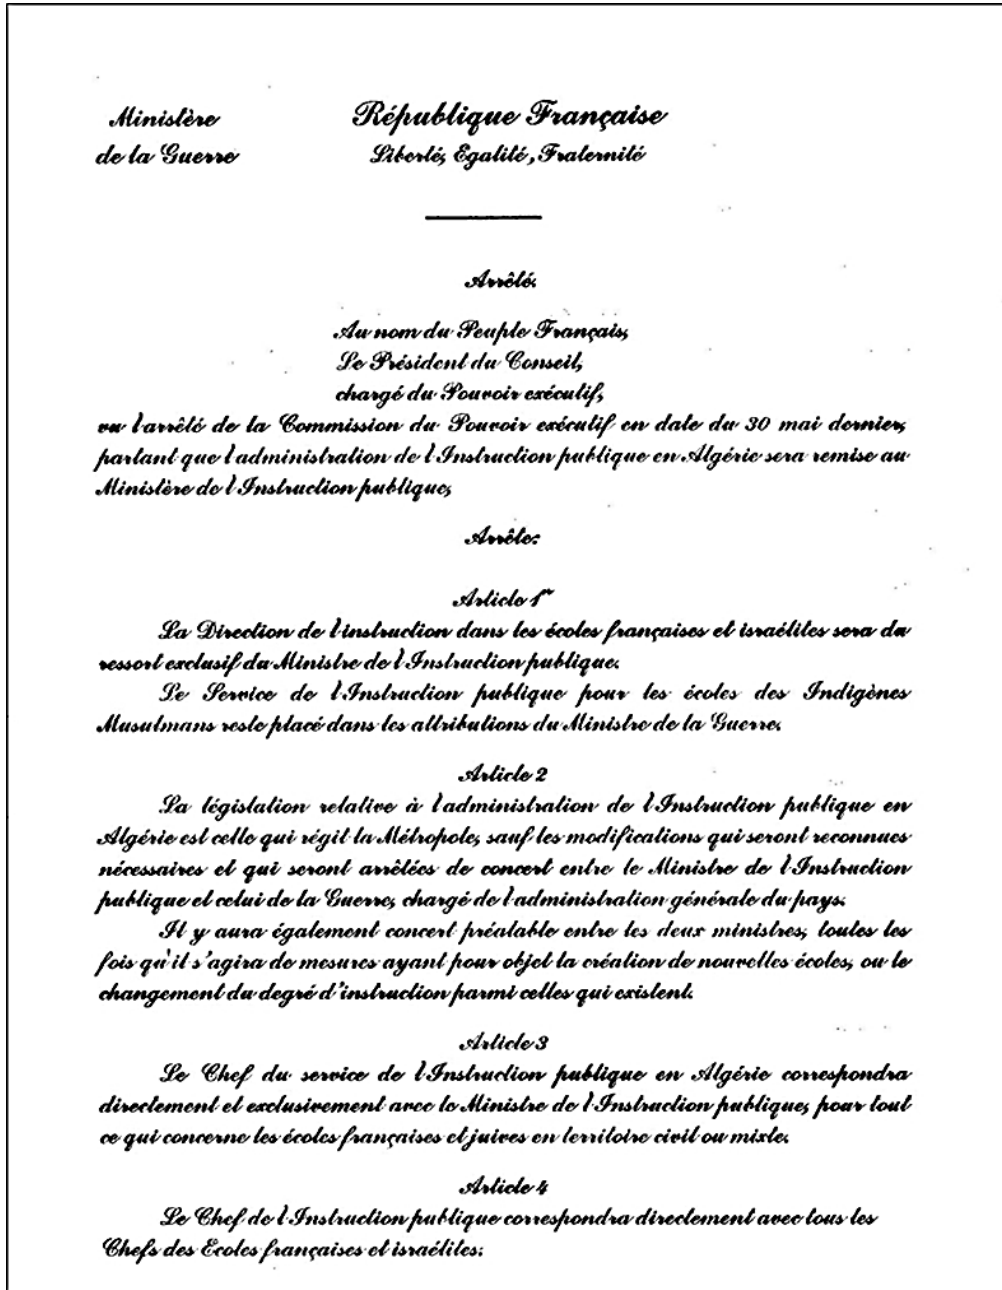 Ministère
de la Guerre
République Française
Liberté, Egalité, Fraternité
Arrêté.
Au nom du Peuple Français,
Le Président du Conseil,
chargé du Pouvoir exécutif,
vu l'arrêté de la Commission du Pouvoir exécutif en date du 30 mai dernier,
partant que l'administration de l'Instruction publique en Algérie sera remise au
Ministère de l'Instruction publique,
Arrête:
Article 1er
La Direction de l'instruction dans les écoles françaises et israélites sera du
ressort exclusif du Ministre de l'Instruction publique.
Le Service de l'Instruction publique pour les écoles des Indigènes
Musulmans reste placé dans les attributions du Ministre de la Guerre.
Article 2
La législation relative à l'administration de l'Instruction publique en
Algérie est celle qui régit la Métropole, sauf les modifications qui seront reconnues
nécessaires et qui seront arrêtées de concert entre le Ministre de l'Instruction
publique et celui de la Guerre, chargé de l'administration générale du pays.
Il y aura également concert préalable entre les deux ministres, toutes les
fois qu'il s'agira de mesures ayant pour objet la création de nouvelles écoles, ou le
changement du degré d'instruction parmi celles qui existent.
Article 3
Le Chef du service de l'Instruction publique en Algérie correspondra
directement et exclusivement avec le Ministre de l'Instruction publique, pour tout
ce qui concerne les écoles françaises et juives en territoire civil ou mixte.
Article 4
Le Chef de l'Instruction publique correspondra directement avec tous les
Chefs des Ecoles françaises et israélites.